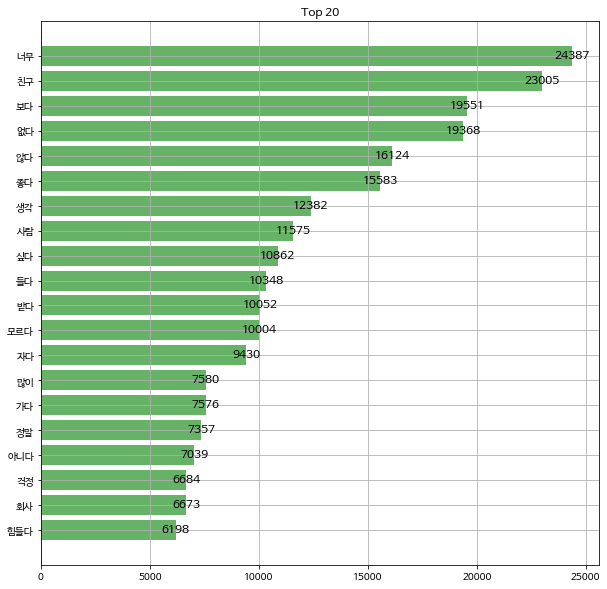 Top 20
너무 24387
친구 23005
보다 19551
없다 19368
않다 16124
좋다 15583
생각 12382
사람 11575
싶다 10862
들다 10348
받다 10052
모르다 10004
자다 9430
많이 7580
가다 7576
정말 7357
아니다 7039
걱정 6684
회사 6673
힘들다 6198
0 5000 10000 15000 20000 25000